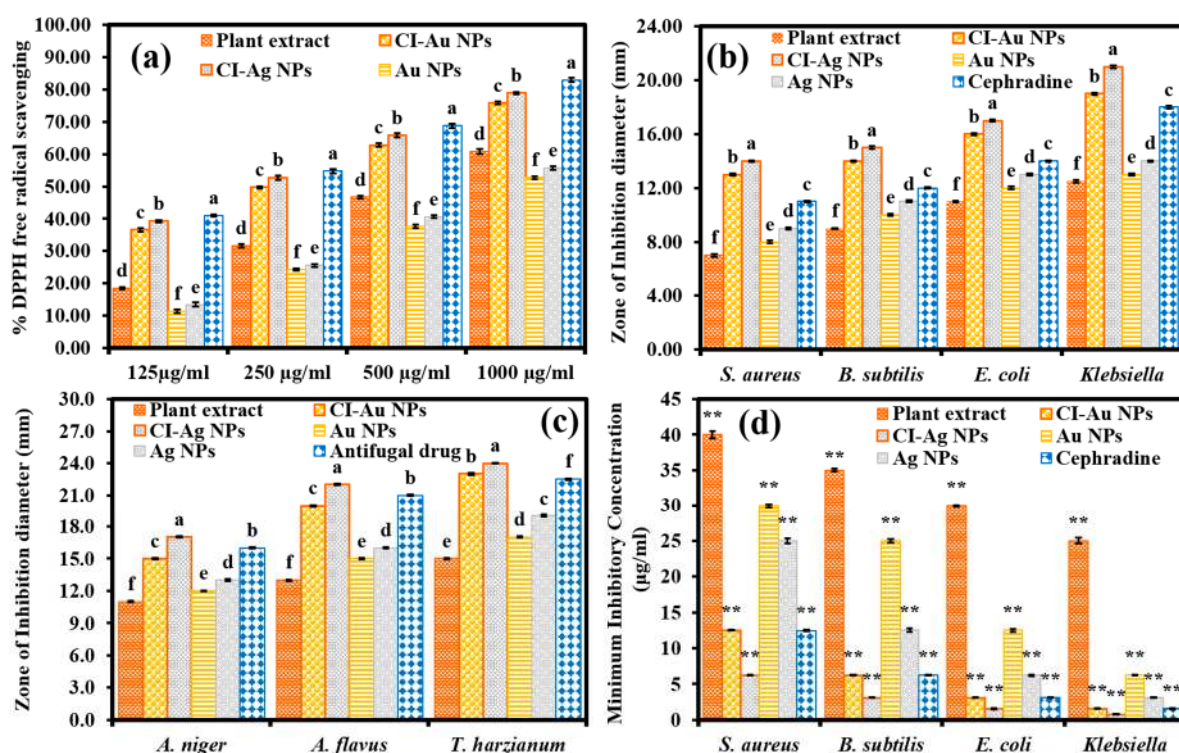 (a)
% DPPH free radical scavenging
100.00
90.00
80.00
70.00
60.00
50.00
40.00
30.00
20.00
10.00
0.00
Plant extract
CI-Au NPs
CI-Ag NPs
Au NPs
d c b f e a
d c b f e a
d c b f e a
d c b f e a
125µg/ml 250 µg/ml 500 µg/ml 1000 µg/ml
(b)
Zone of Inhibition diameter (mm)
24.00
20.00
16.00
12.00
8.00
4.00
0.00
Plant extract
CI-Au NPs
CI-Ag NPs
Au NPs
Ag NPs
Cephradine
f b a e d c
f b a e d c
f b a e d c
f b a e d c
S. aureus B. subtilis E. coli Klebsiella
(c)
Zone of Inhibition diameter (mm)
30.0
27.0
24.0
21.0
18.0
15.0
12.0
9.0
6.0
3.0
0.0
Plant extract
CI-Au NPs
CI-Ag NPs
Au NPs
Ag NPs
Antifugal drug
f c a e d b
f c a e d b
e b a d c f
A. niger A. flavus T. harzianum
(d)
Minimum Inhibitory Concentration
(µg/ml)
45
40
35
30
25
20
15
10
5
0
Plant extract
CI-Au NPs
CI-Ag NPs
Au NPs
Ag NPs
Cephradine
** ** ** ** ** **
** ** ** ** ** **
** ** ** ** ** **
** ** ** ** ** **
S. aureus B. subtilis E. coli Klebsiella